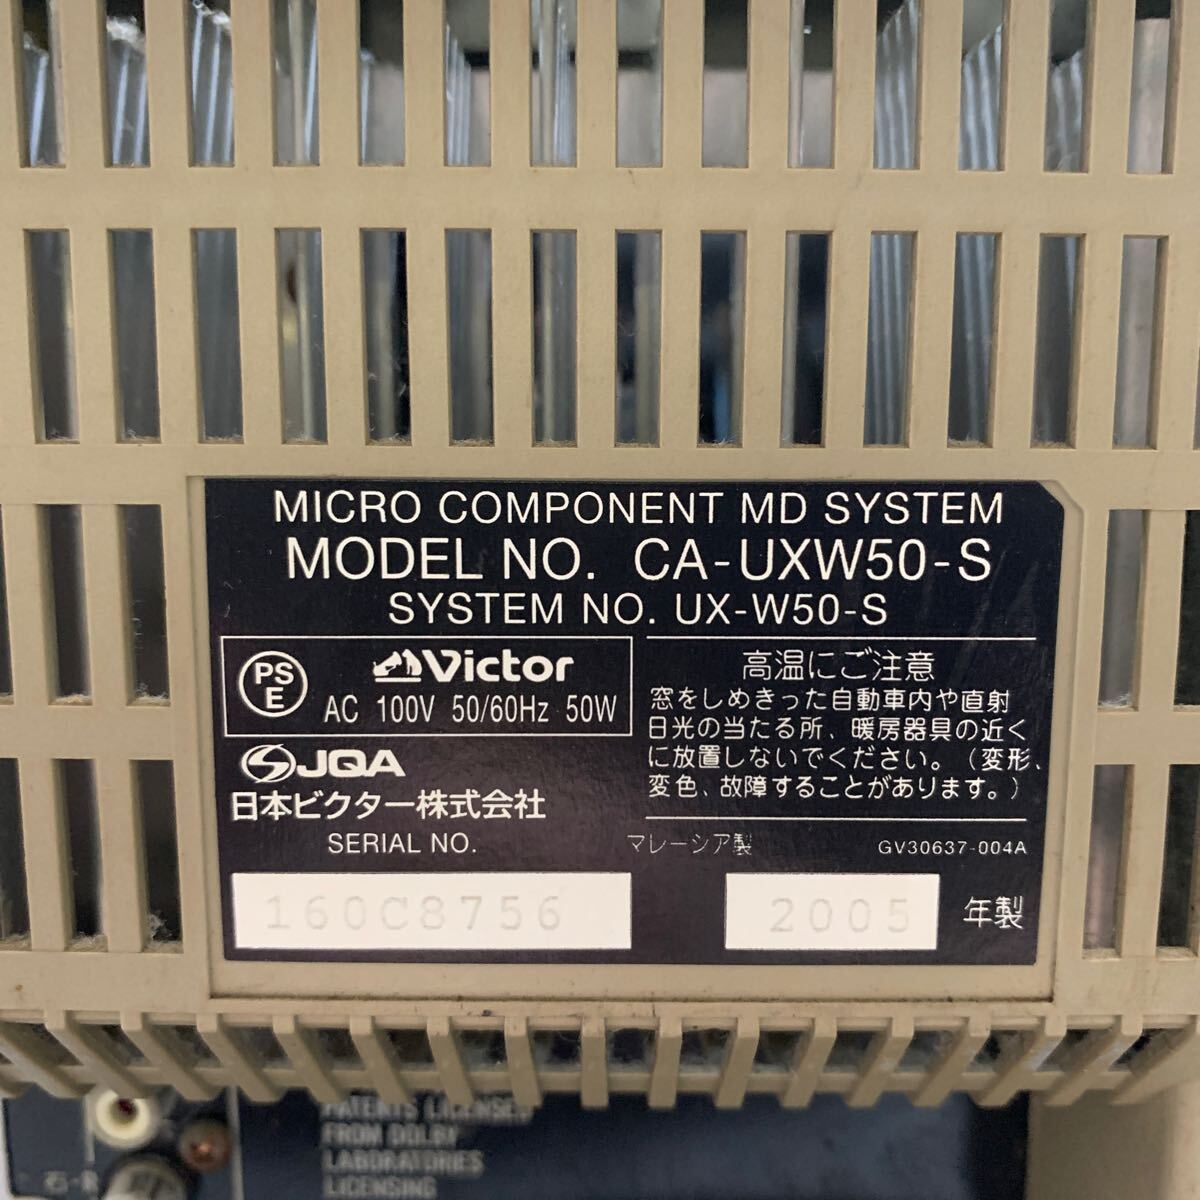 MICRO COMPONENT MD SYSTEM
MODEL NO. CA-UXW50-S
SYSTEM NO. UX-W50-S
PS E
Victor
AC 100V 50/60Hz 50W
JQA
日本ビクター株式会社
SERIAL NO.
160C8756
高温にご注意
窓をしめきった自動車内や直射
日光の当たる所、暖房器具の近く
に放置しないでください。(変形、
変色、故障することがあります。)
マレーシア製
GV30637-004A
2005 年製
PATENTS LICENSED
FROM DOLBY
LABORATORIES
LICENSING
右-R